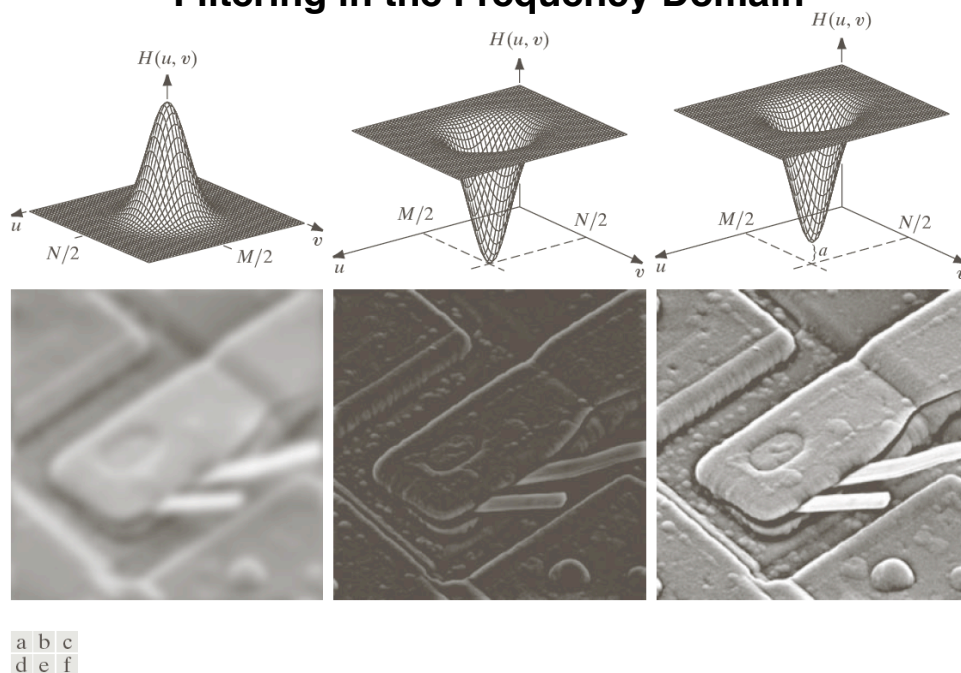 Filtering in the Frequency Domain
H(u, v)
H(u, v)
H(u, v)
u
N/2
M/2
v
M/2
N/2
u
v
M/2
N/2
u
a
v
a b c
d e f